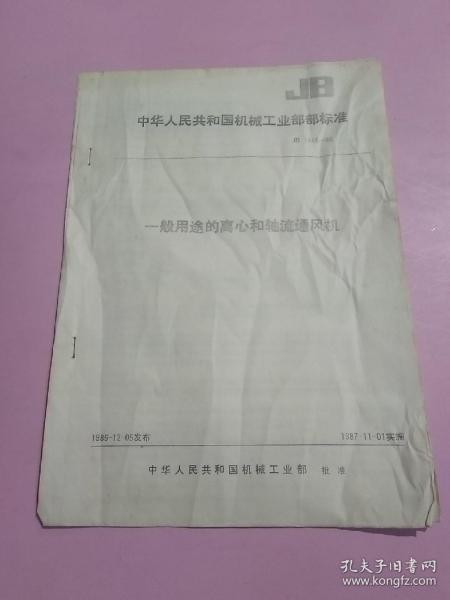 JB
中华人民共和国机械工业部部标准
JB
一般用途的离心和轴流通风机
1986-12-05发布
1987-11-01实施
中华人民共和国机械工业部 批准
孔夫子旧书网
www.kongfz.com